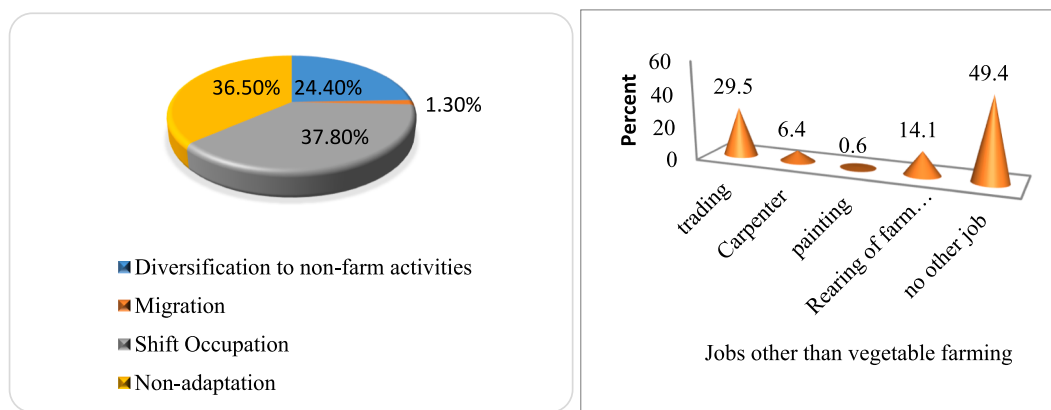 36.50%
24.40%
1.30%
37.80%
Diversification to non-farm activities
Migration
Shift Occupation
Non-adaptation
Percent
60
40
20
0
29.5
6.4
0.6
14.1
49.4
trading
Carpenter
painting
Rearing of farm…
no other job
Jobs other than vegetable farming